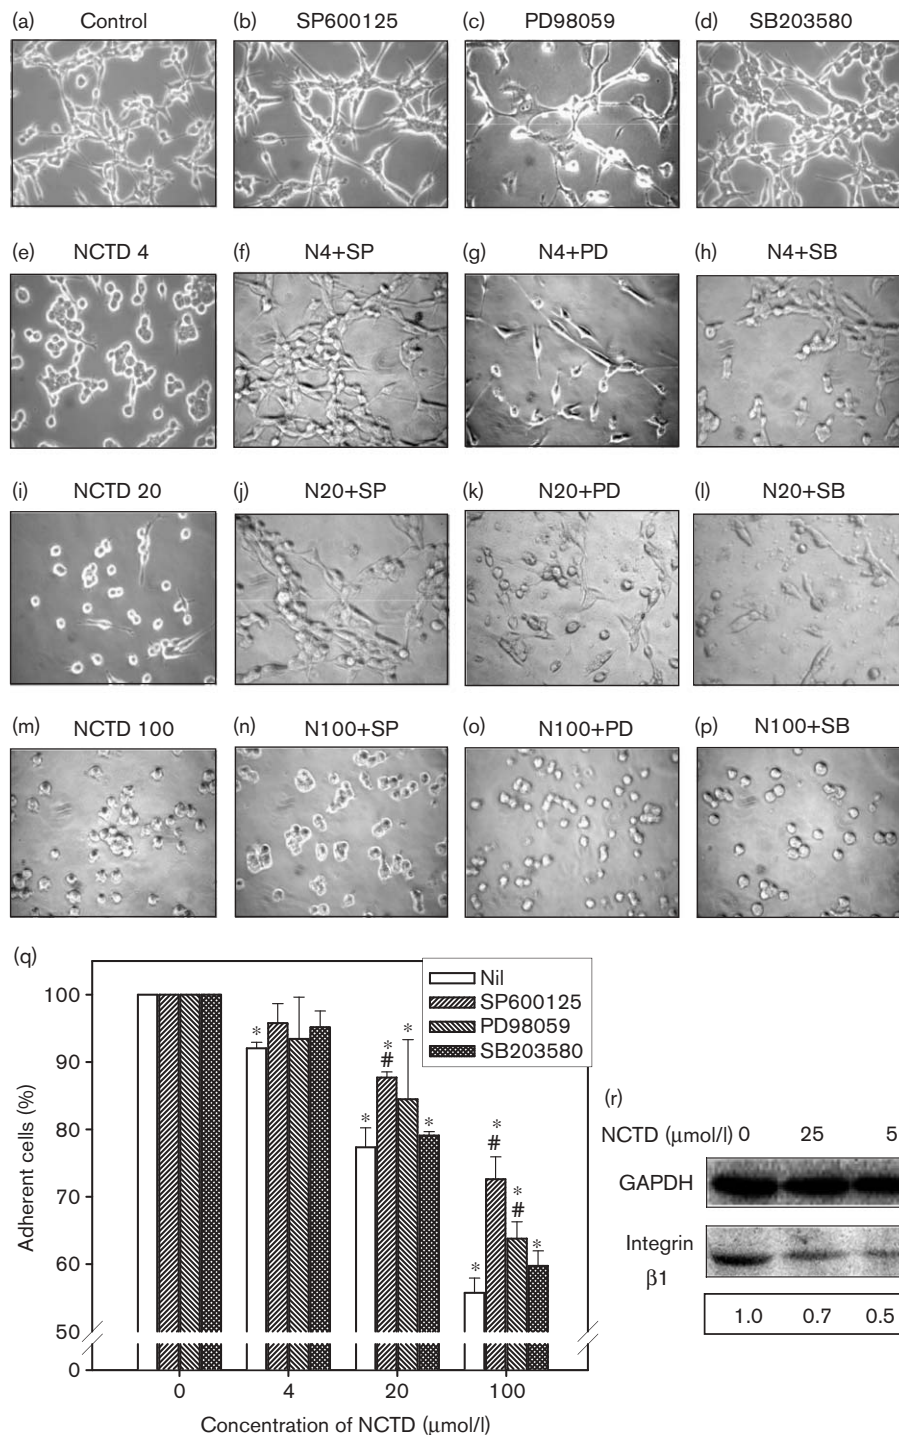 (a) Control (b) SP600125 (c) PD98059 (d) SB203580
(e) NCTD 4 (f) N4+SP (g) N4+PD (h) N4+SB
(i) NCTD 20 (j) N20+SP (k) N20+PD (l) N20+SB
(m) NCTD 100 (n) N100+SP (o) N100+PD (p) N100+SB
(q)
Nil
SP600125
PD98059
SB203580
100
90
80
70
60
50
0
Adherent cells (%)
* * # * * * * * # * # *
0 4 20 100
Concentration of NCTD (μmol/l)
(r)
NCTD (μmol/l) 0 25 5
GAPDH
Integrin
β1
1.0 0.7 0.5